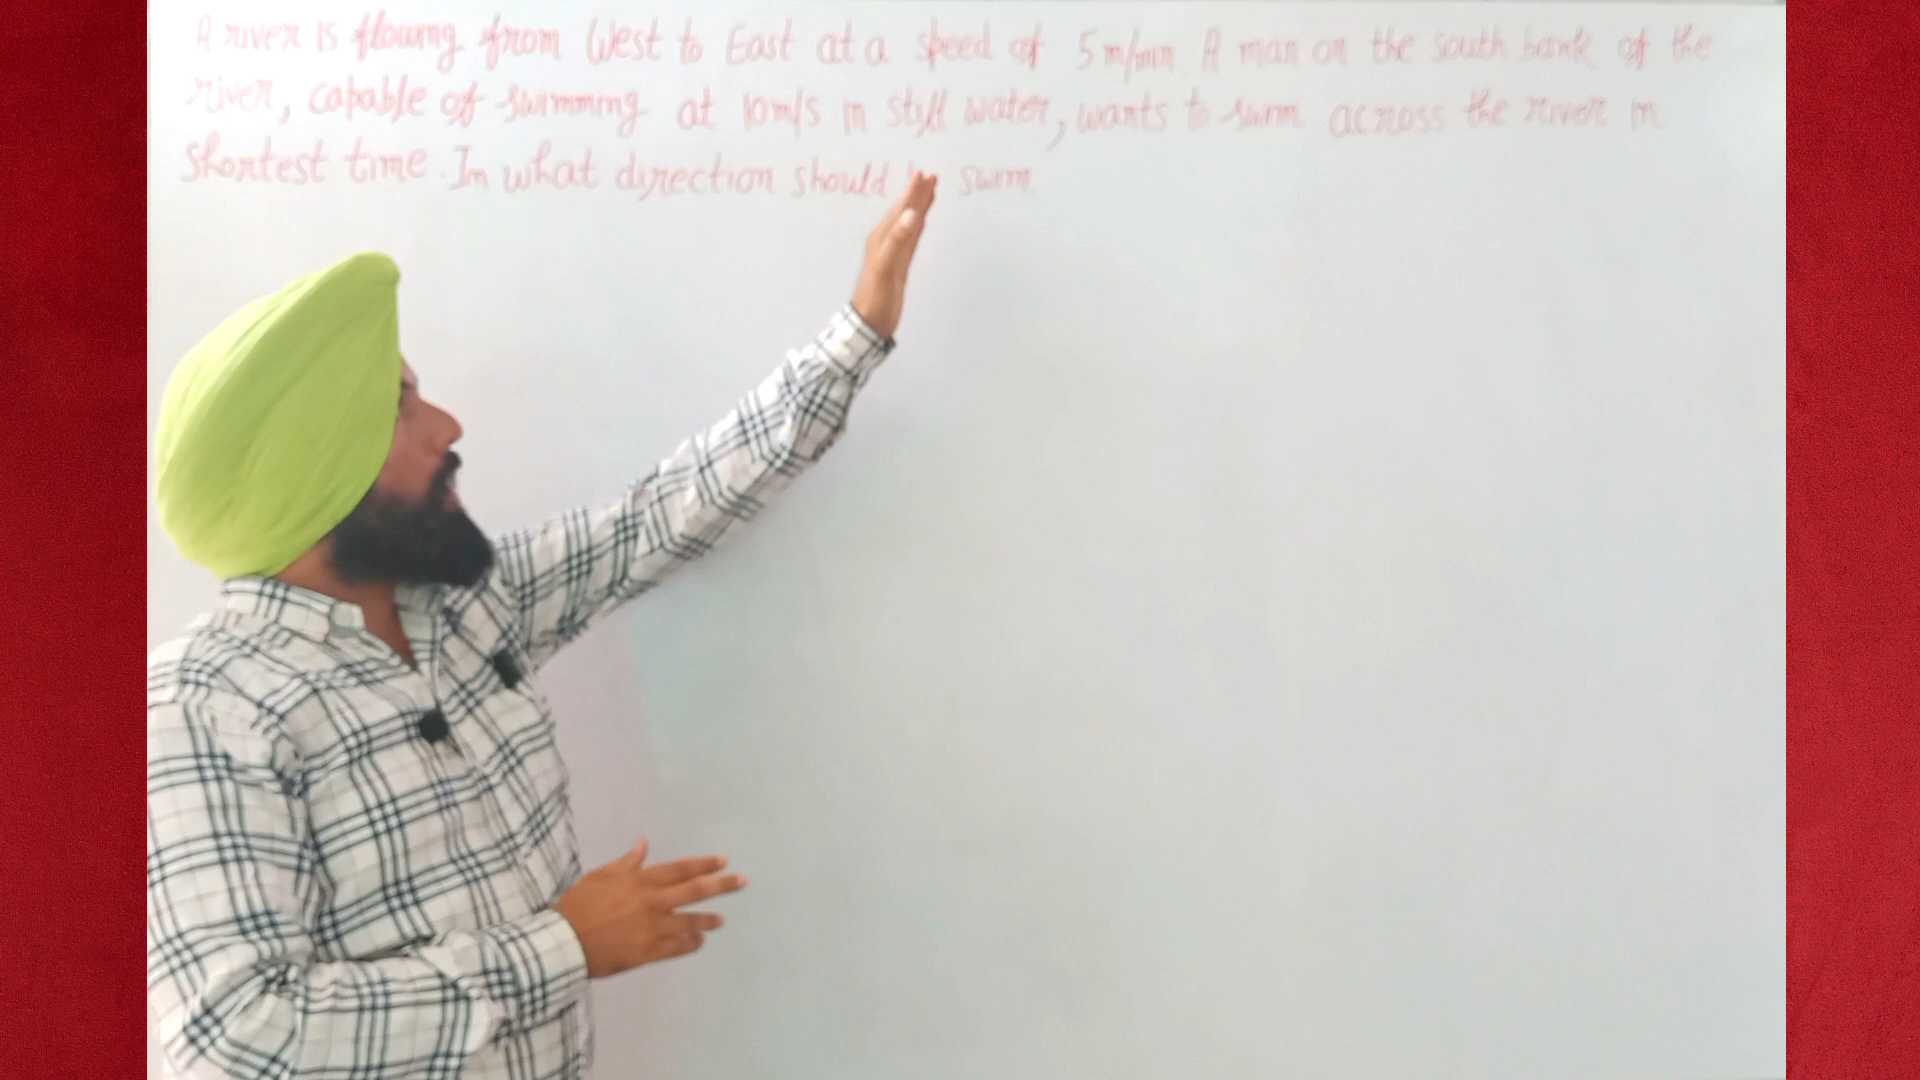 A river is flowing from West to East at a speed of 5m/min A man on the south bank of the
river, capable of swimming at 10m/s in still water, wants to swim across the river in
Shortest time. In what direction should swim